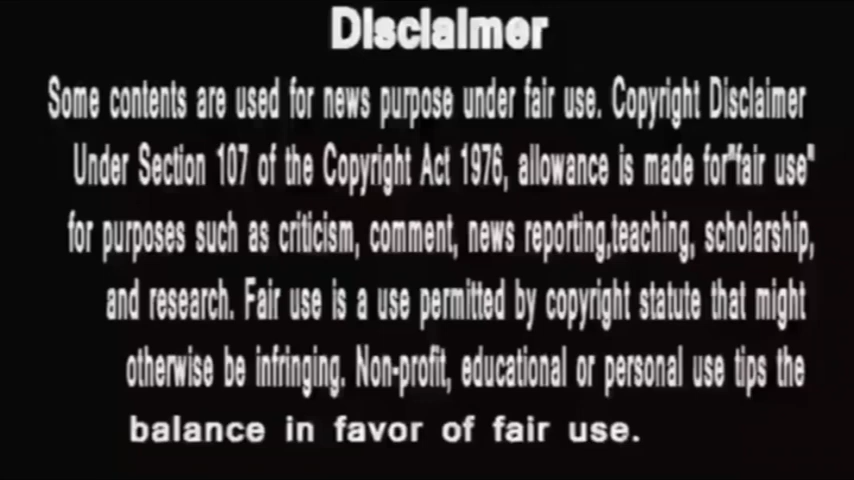 Disclaimer
Some contents are used for news purpose under fair use. Copyright Disclaimer
Under Section 107 of the Copyright Act 1976, allowance is made for"fair use"
for purposes such as criticism, comment, news reporting,teaching, scholarship,
and research. Fair use is a use permitted by copyright statute that might
otherwise be infringing. Non-profit, educational or personal use tips the
balance in favor of fair use.